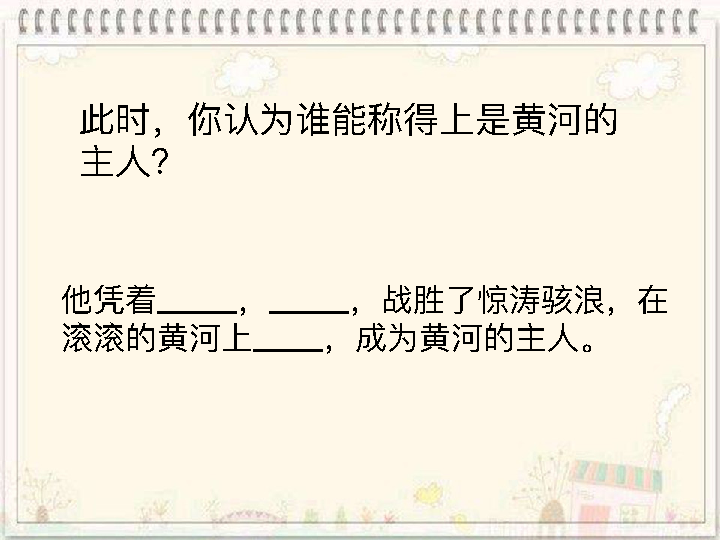 此时，你认为谁能称得上是黄河的
主人？
他凭着_____，_____，战胜了惊涛骇浪，在
滚滚的黄河上____，成为黄河的主人。